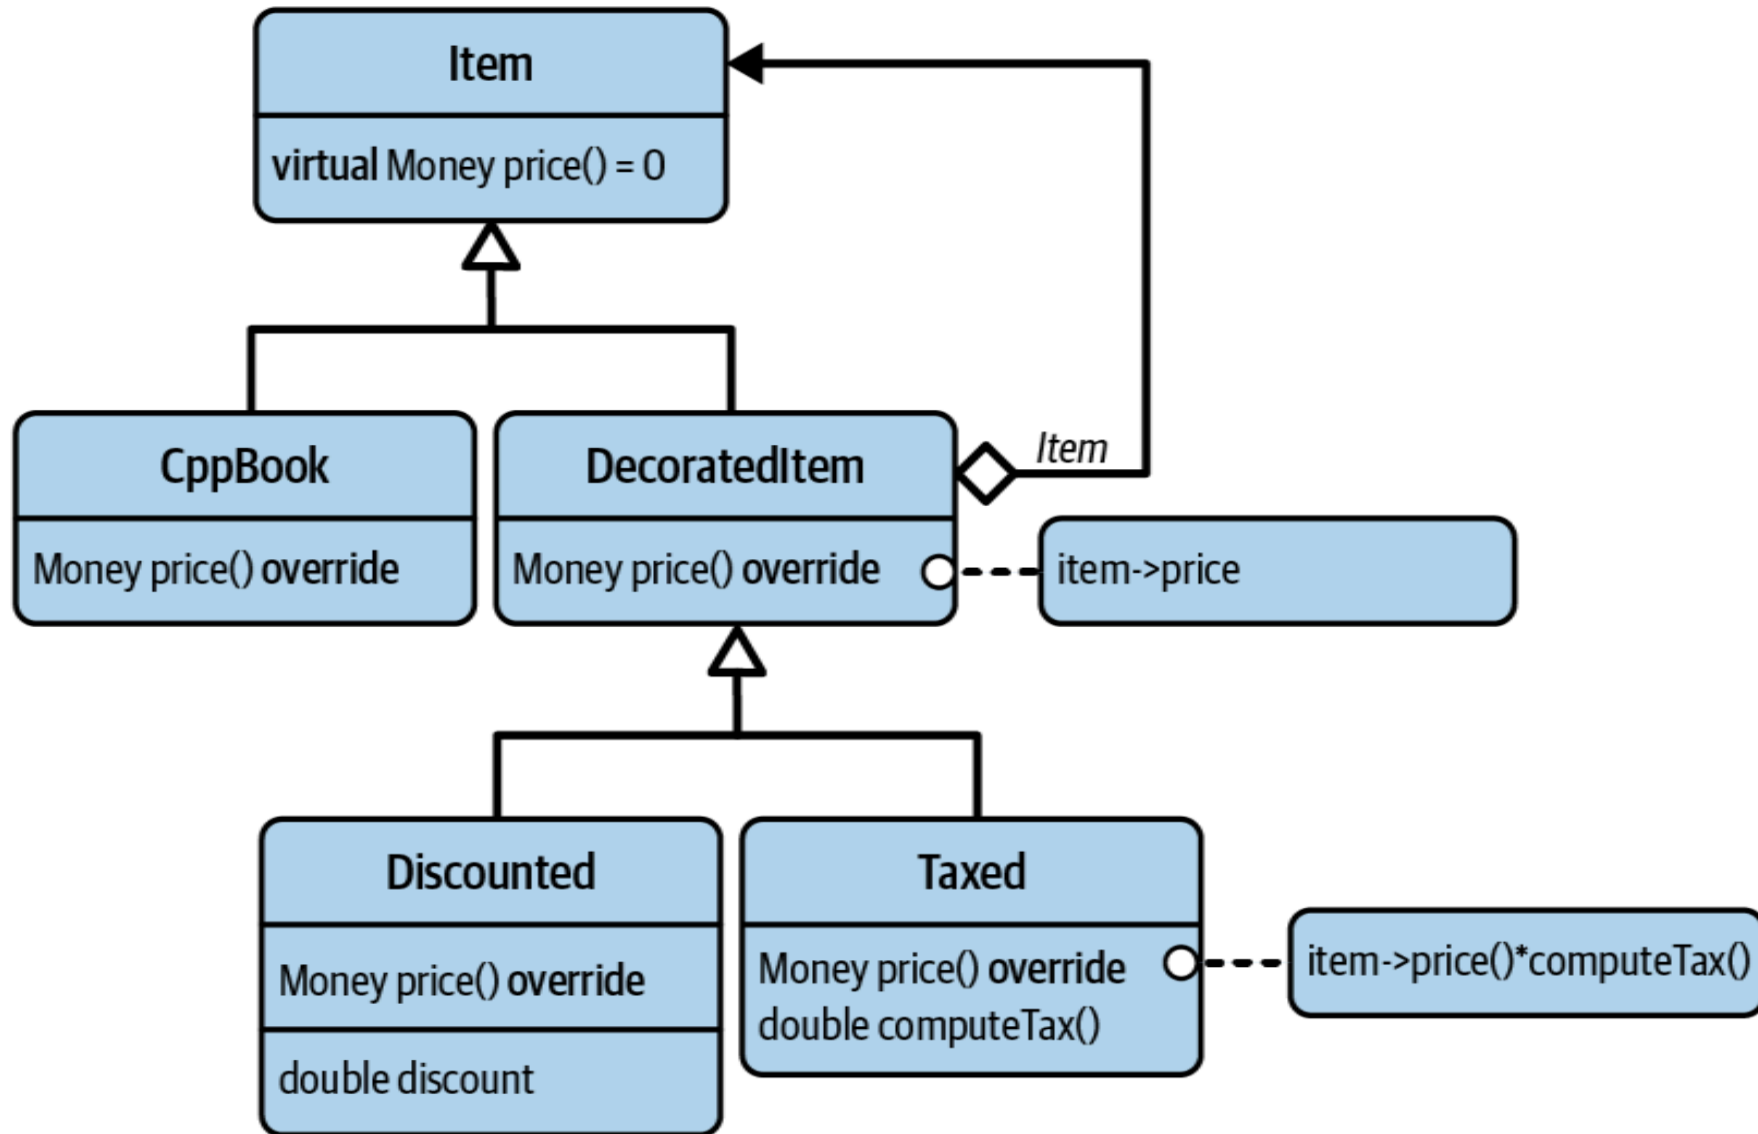 Item
virtual Money price() = 0
CppBook
Money price() override
DecoratedItem
Money price() override
Item
item->price
Discounted
Money price() override
double discount
Taxed
Money price() override
double computeTax()
item->price()*computeTax()